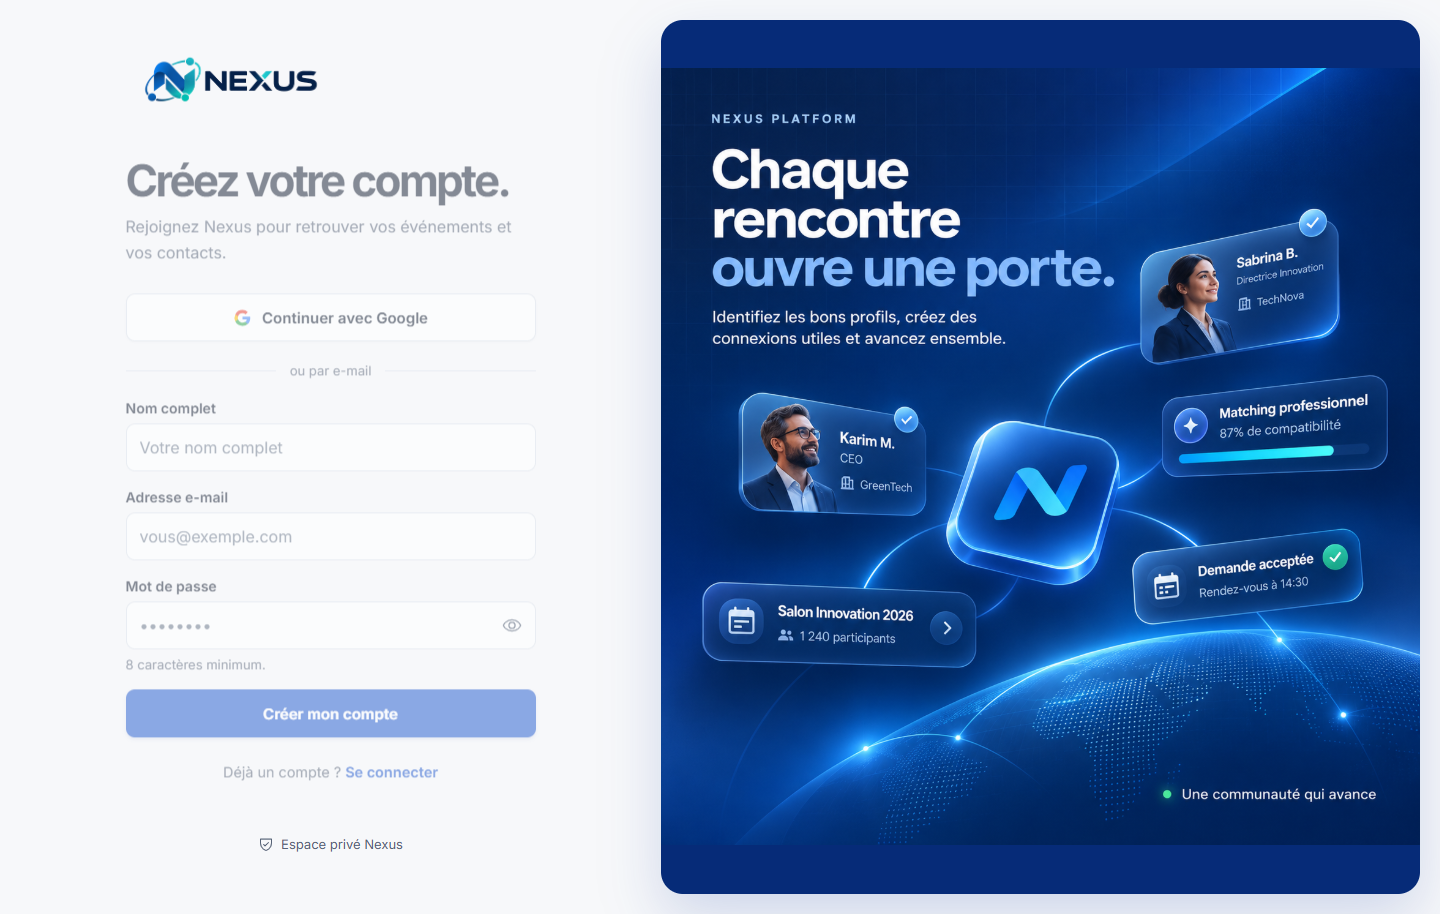 NEXUS
Créez votre compte.
Rejoignez Nexus pour retrouver vos événements et
vos contacts.
Continuer avec Google
ou par e-mail
Nom complet
Votre nom complet
Adresse e-mail
vous@exemple.com
Mot de passe
8 caractères minimum.
Créer mon compte
Déjà un compte ? Se connecter
Espace privé Nexus
NEXUS PLATFORM
Chaque
rencontre
ouvre une porte.
Identifiez les bons profils, créez des
connexions utiles et avancez ensemble.
Sabrina B.
Directrice Innovation
TechNova
Karim M.
CEO
GreenTech
Matching professionnel
87% de compatibilité
N
Demande acceptée
Rendez-vous à 14:30
Salon Innovation 2026
1 240 participants
Une communauté qui avance